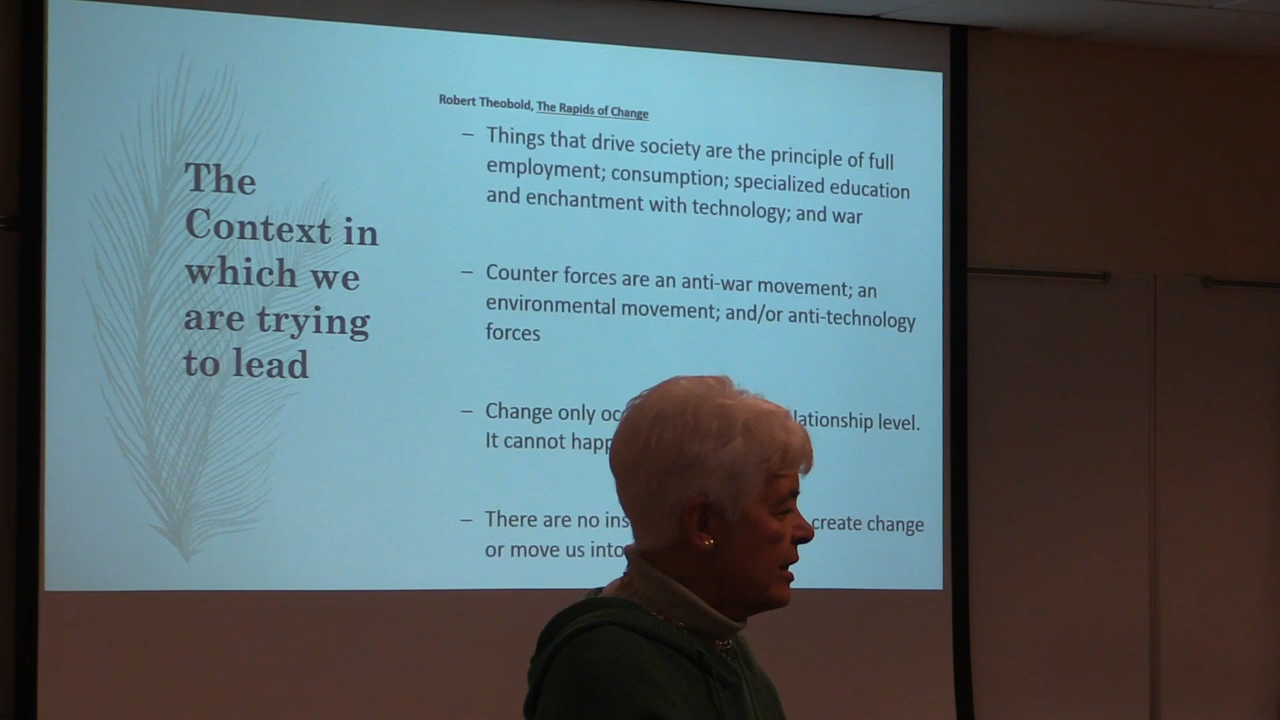 The
Context in
which we
are trying
to lead
Robert Theobold, The Rapids of Change
– Things that drive society are the principle of full
employment; consumption; specialized education
and enchantment with technology; and war
– Counter forces are an anti-war movement; an
environmental movement; and/or anti-technology
forces
– Change only lationship level.
It cannot
– There are no create change
or move us into